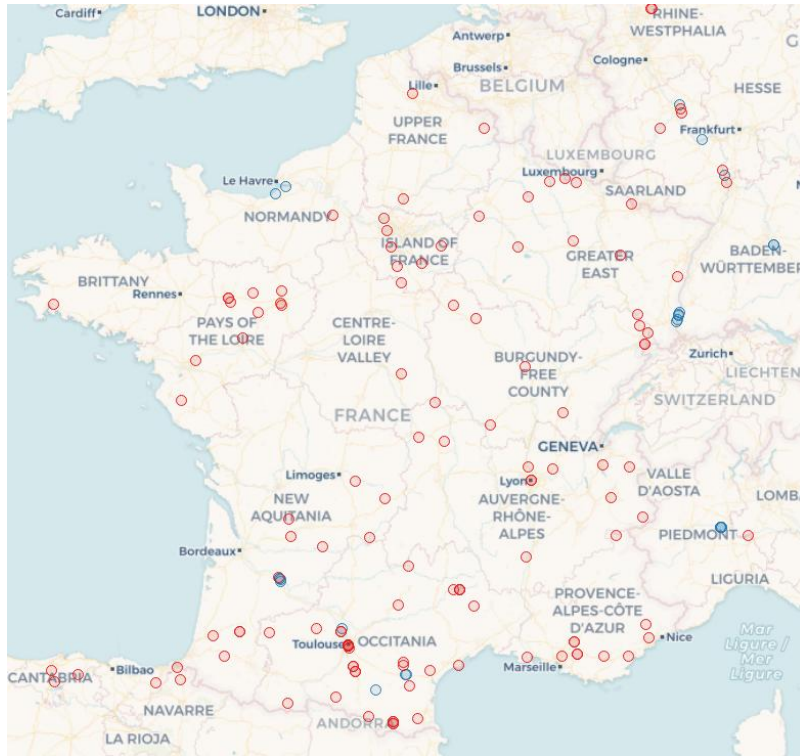 Cardiff
LONDON
RHINE-
WESTPHALIA
Antwerp
Brussels
Cologne
BELGIUM
HESSE
Lille
UPPER
FRANCE
Frankfurt
LUXEMBOURG
Luxembourg
SAARLAND
Le Havre
NORMANDY
ISLAND OF
FRANCE
GREATER
EAST
BADEN-
WÜRTTEMBER
BRITTANY
Rennes
PAYS OF
THE LOIRE
CENTRE-
LOIRE
VALLEY
BURGUNDY-
FREE
COUNTY
Zurich
LIECHTEN
SWITZERLAND
FRANCE
GENEVA
Limoges
Lyon
VALLE
D'AOSTA
NEW
AQUITANIA
AUVERGNE-
RHÔNE-
ALPES
LOMBA
PIEDMONT
Bordeaux
LIGURIA
PROVENCE-
ALPES-CÔTE
D'AZUR
Nice
Mar
Ligure /
Mer
Ligure
Toulouse
OCCITANIA
Marseille
Bilbao
CANTABRIA
NAVARRE
ANDORRA
LA RIOJA